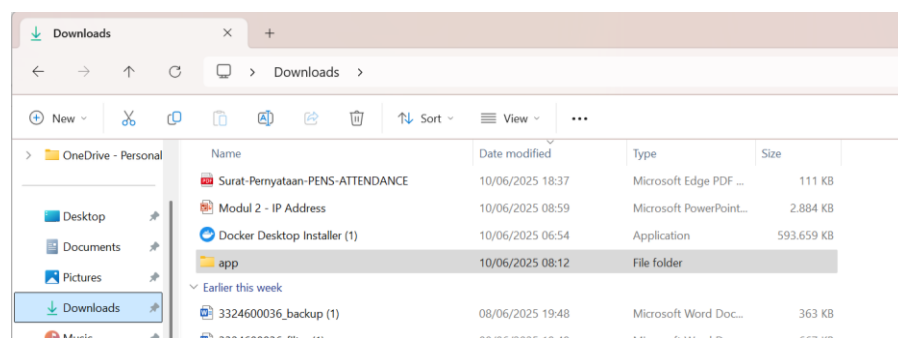 Downloads
Downloads
New Sort View
OneDrive - Personal Name Date modified Type Size
Surat-Pernyataan-PENS-ATTENDANCE 10/06/2025 18:37 Microsoft Edge PDF ... 111 KB
Desktop Modul 2 - IP Address 10/06/2025 08:59 Microsoft PowerPoint... 2.884 KB
Documents Docker Desktop Installer (1) 10/06/2025 06:54 Application 593.659 KB
Pictures app 10/06/2025 08:12 File folder
Earlier this week
Downloads 3324600036_backup (1) 08/06/2025 19:48 Microsoft Word Doc... 363 KB
Music